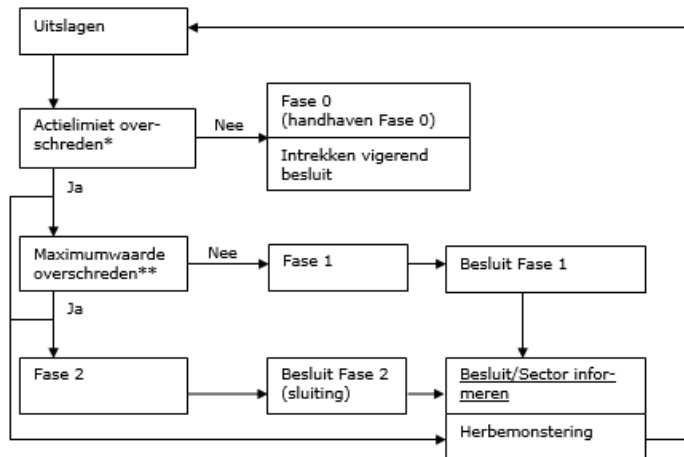 Uitslagen
Actielimiet over-
schreden*
Nee
Fase 0
(handhaven Fase 0)
Intrekken vigerend
besluit
Ja
Maximumwaarde
overschreden**
Nee
Fase 1
Besluit Fase 1
Ja
Fase 2
Besluit Fase 2
(sluiting)
Besluit/Sector infor-
meren
Herbemonstering